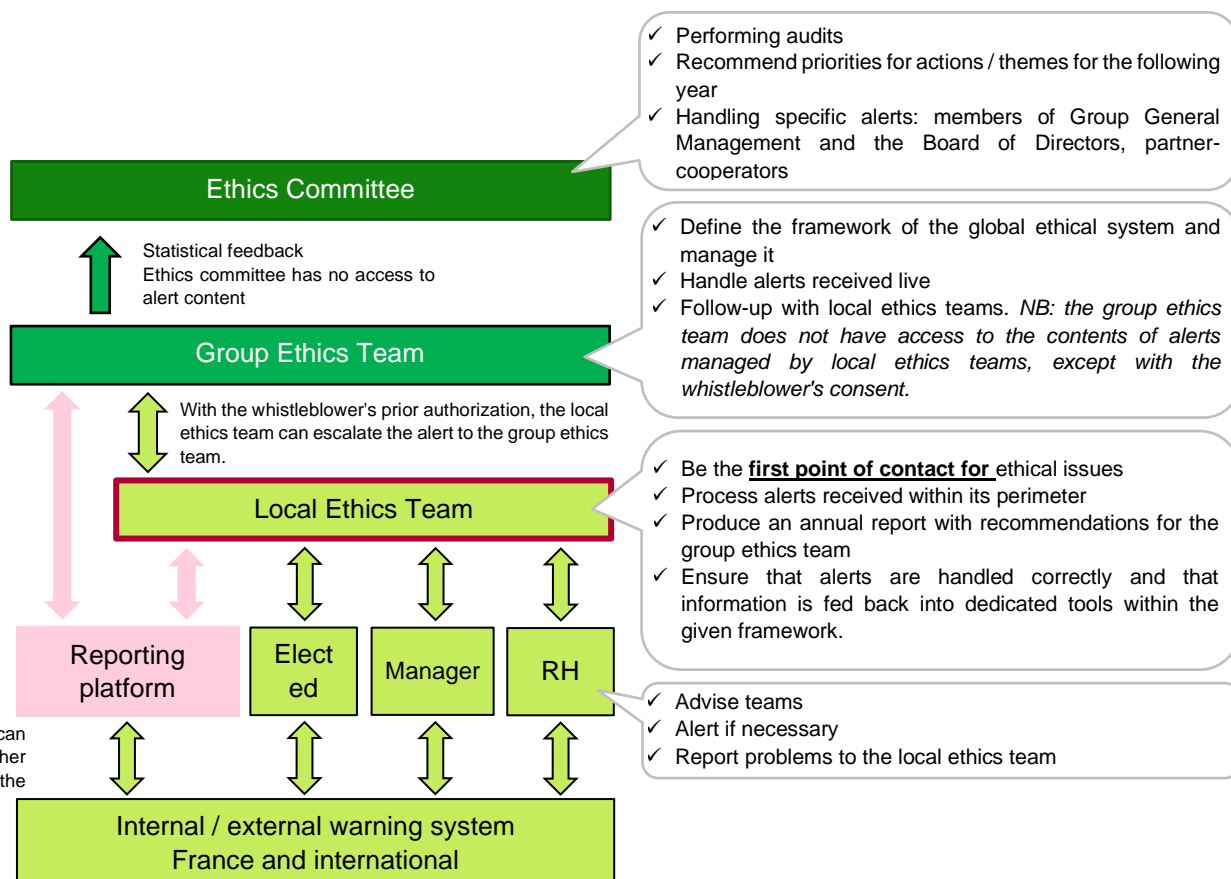 ✓ Performing audits
✓ Recommend priorities for actions / themes for the following
year
✓ Handling specific alerts: members of Group General
Management and the Board of Directors, partner-
cooperators
Ethics Committee
Statistical feedback
Ethics committee has no access to
alert content
✓ Define the framework of the global ethical system and
manage it
✓ Handle alerts received live
✓ Follow-up with local ethics teams. NB: the group ethics
team does not have access to the contents of alerts
managed by local ethics teams, except with the
whistleblower's consent.
Group Ethics Team
With the whistleblower's prior authorization, the local
ethics team can escalate the alert to the group ethics
team.
✓ Be the first point of contact for ethical issues
✓ Process alerts received within its perimeter
✓ Produce an annual report with recommendations for the
group ethics team
✓ Ensure that alerts are handled correctly and that
information is fed back into dedicated tools within the
given framework.
Local Ethics Team
Reporting
platform
Elect
ed
Manager
RH
✓ Advise teams
✓ Alert if necessary
✓ Report problems to the local ethics team
can
her
the
Internal / external warning system
France and international